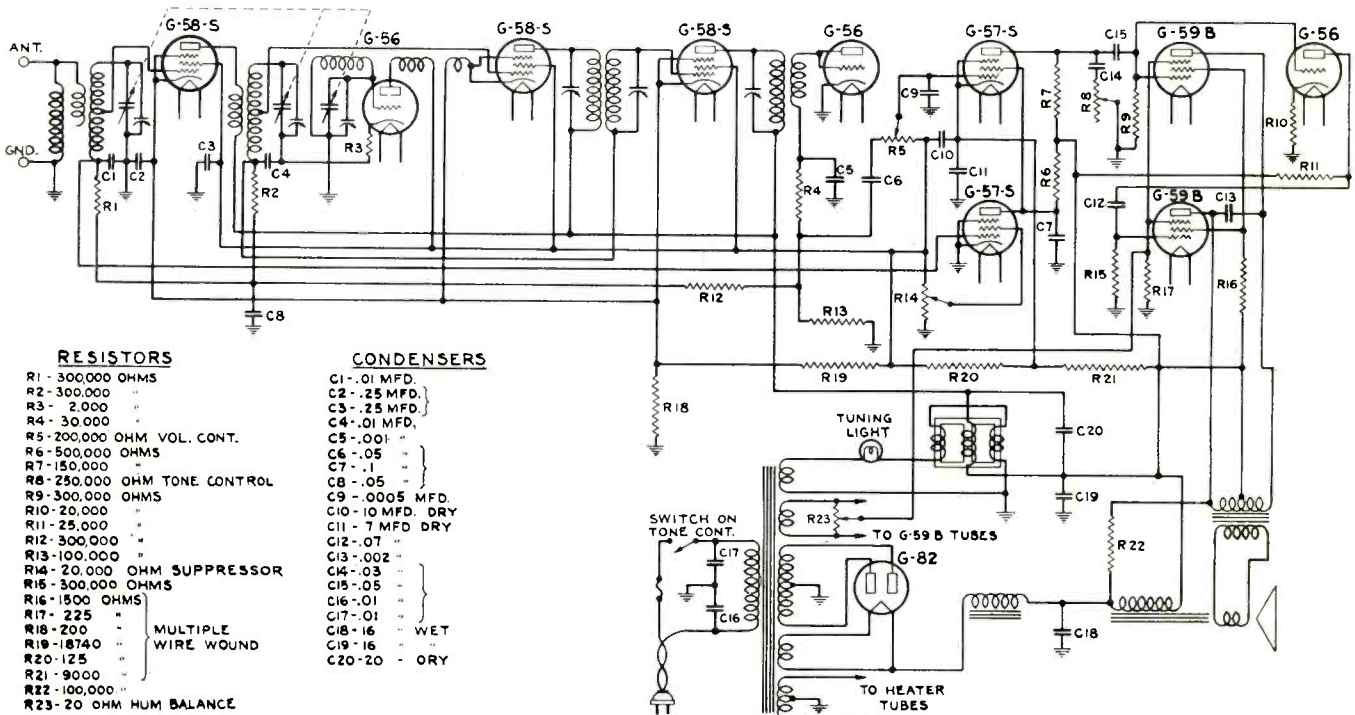 G-58-S
G-56
G-58-S
G-58-S
G-56
G-57-S
G-59 B
G-56
ANT.
GND.
C15
C14
C9
R7
R8
R9
R10
R11
C1
C2
C3
C4
R3
R1
R2
R4
C5
C6
R5
C10
C11
R6
G-57-S
C7
C12
G-59 B
C13
R15
R17
R16
R12
R14
R13
C8
R18
R19
R20
R21
TUNING
LIGHT
C20
C19
R23
TO G-59 B TUBES
SWITCH ON
TONE CONT.
C17
C16
G-82
R22
C18
TO HEATER
TUBES
RESISTORS
R1 - 300,000 OHMS
R2 - 300,000 "
R3 - 2,000 "
R4 - 30,000 "
R5 - 200,000 OHM VOL. CONT.
R6 - 500,000 OHMS
R7 - 150,000 "
R8 - 250,000 OHM TONE CONTROL
R9 - 300,000 OHMS
R10 - 20,000 "
R11 - 25,000 "
R12 - 300,000 "
R13 - 100,000 "
R14 - 20,000 OHM SUPPRESSOR
R15 - 300,000 OHMS
R16 - 1500 OHMS
R17 - 225 "
R18 - 200 "
R19 - 18740 "
R20 - 125 "
R21 - 9000 "
MULTIPLE
WIRE WOUND
R22 - 100,000 "
R23 - 20 OHM HUM BALANCE
CONDENSERS
C1 - .01 MFD.
C2 - .25 MFD.
C3 - .25 MFD.
C4 - .01 MFD.
C5 - .001 "
C6 - .05 "
C7 - .1 "
C8 - .05 "
C9 - .0005 MFD.
C10 - 10 MFD. DRY
C11 - 7 MFD DRY
C12 - .07 "
C13 - .002 "
C14 - .03 "
C15 - .05 "
C16 - .01 "
C17 - .01 "
C18 - 16 " WET
C19 - 16 " "
C20 - 20 - DRY